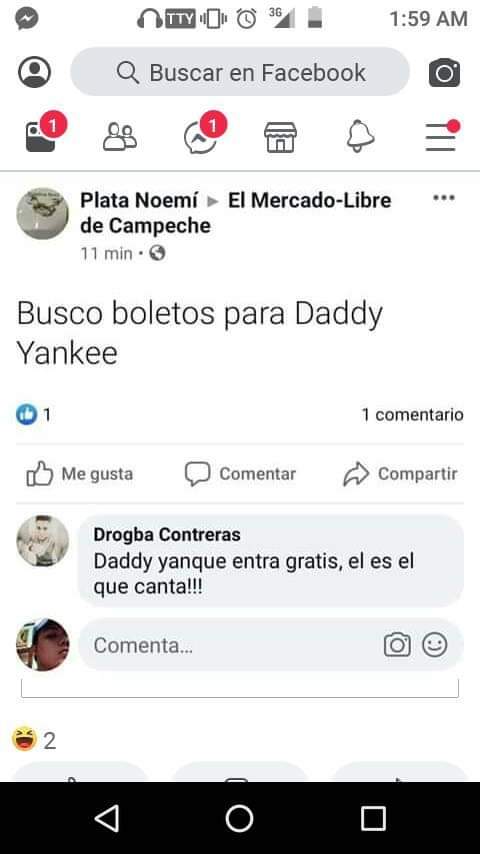 TTY
3G
1:59 AM
Buscar en Facebook
1
1
Plata Noemí ▸ El Mercado-Libre
de Campeche
11 min ·
Busco boletos para Daddy
Yankee
1
1 comentario
Me gusta
Comentar
Compartir
Drogba Contreras
Daddy yanque entra gratis, el es el
que canta!!!
Comenta...
2